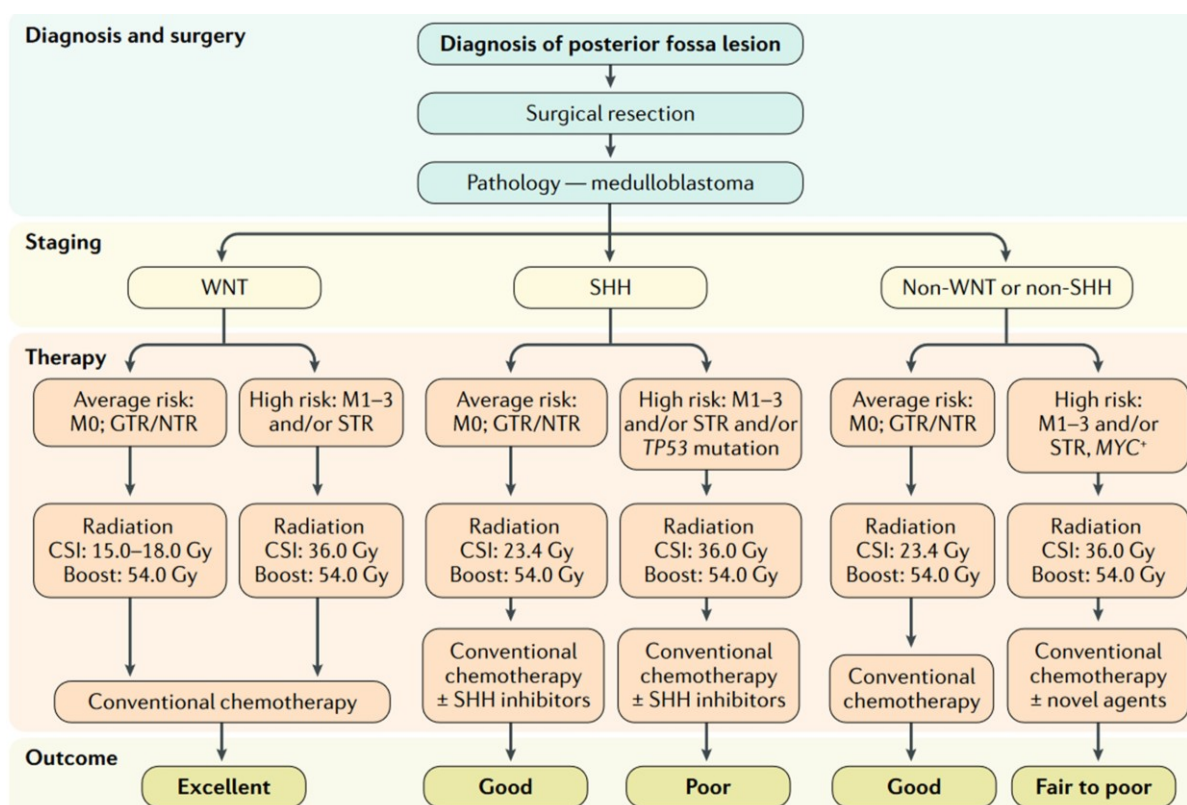 Diagnosis and surgery
Diagnosis of posterior fossa lesion
Surgical resection
Pathology — medulloblastoma
Staging
WNT
SHH
Non-WNT or non-SHH
Therapy
Average risk:
M0; GTR/NTR
High risk: M1–3
and/or STR
Average risk:
M0; GTR/NTR
High risk: M1–3
and/or STR and/or
TP53 mutation
Average risk:
M0; GTR/NTR
High risk:
M1–3 and/or
STR, MYC⁺
Radiation
CSI: 15.0–18.0 Gy
Boost: 54.0 Gy
Radiation
CSI: 36.0 Gy
Boost: 54.0 Gy
Radiation
CSI: 23.4 Gy
Boost: 54.0 Gy
Radiation
CSI: 36.0 Gy
Boost: 54.0 Gy
Radiation
CSI: 23.4 Gy
Boost: 54.0 Gy
Radiation
CSI: 36.0 Gy
Boost: 54.0 Gy
Conventional chemotherapy
Conventional
chemotherapy
± SHH inhibitors
Conventional
chemotherapy
± SHH inhibitors
Conventional
chemotherapy
Conventional
chemotherapy
± novel agents
Outcome
Excellent
Good
Poor
Good
Fair to poor